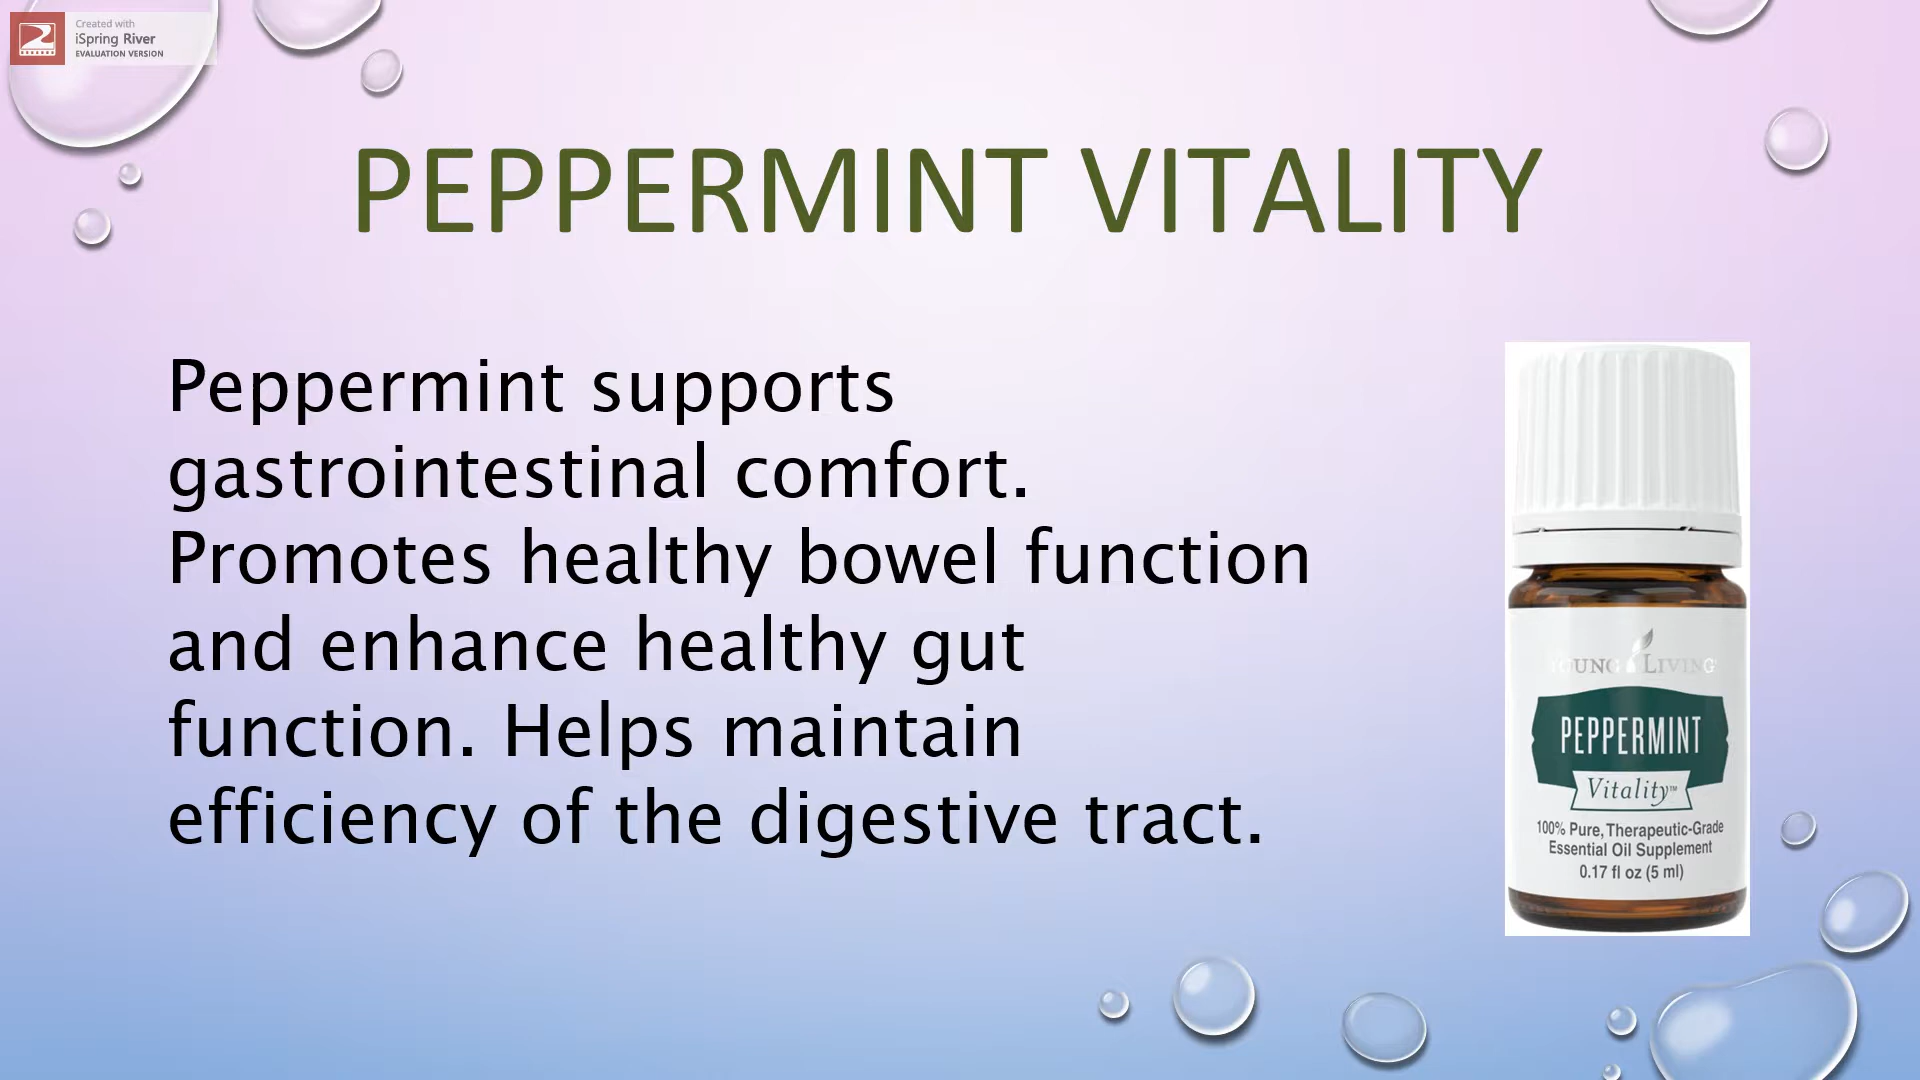 Created with
iSpring River
EVALUATION VERSION
PEPPERMINT VITALITY
Peppermint supports
gastrointestinal comfort.
Promotes healthy bowel function
and enhance healthy gut
function. Helps maintain
efficiency of the digestive tract.
YOUNG LIVING
PEPPERMINT
Vitality™
100% Pure, Therapeutic-Grade
Essential Oil Supplement
0.17 fl oz (5 ml)